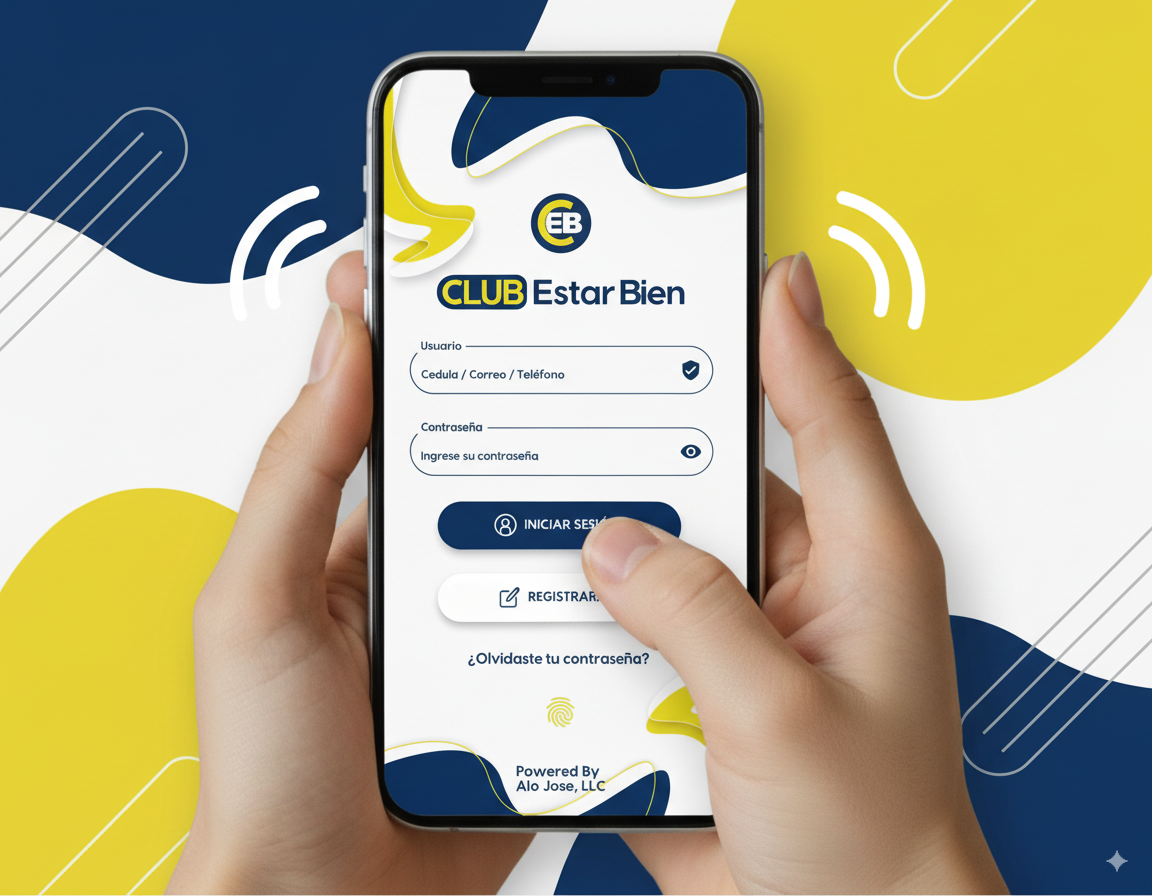 CEB
CLUB Estar Bien
Usuario
Cedula / Correo / Teléfono
Contraseña
Ingrese su contraseña
INICIAR
REGISTRAR
¿Olvidaste tu contraseña?
Powered By
Alo Jose, LLC